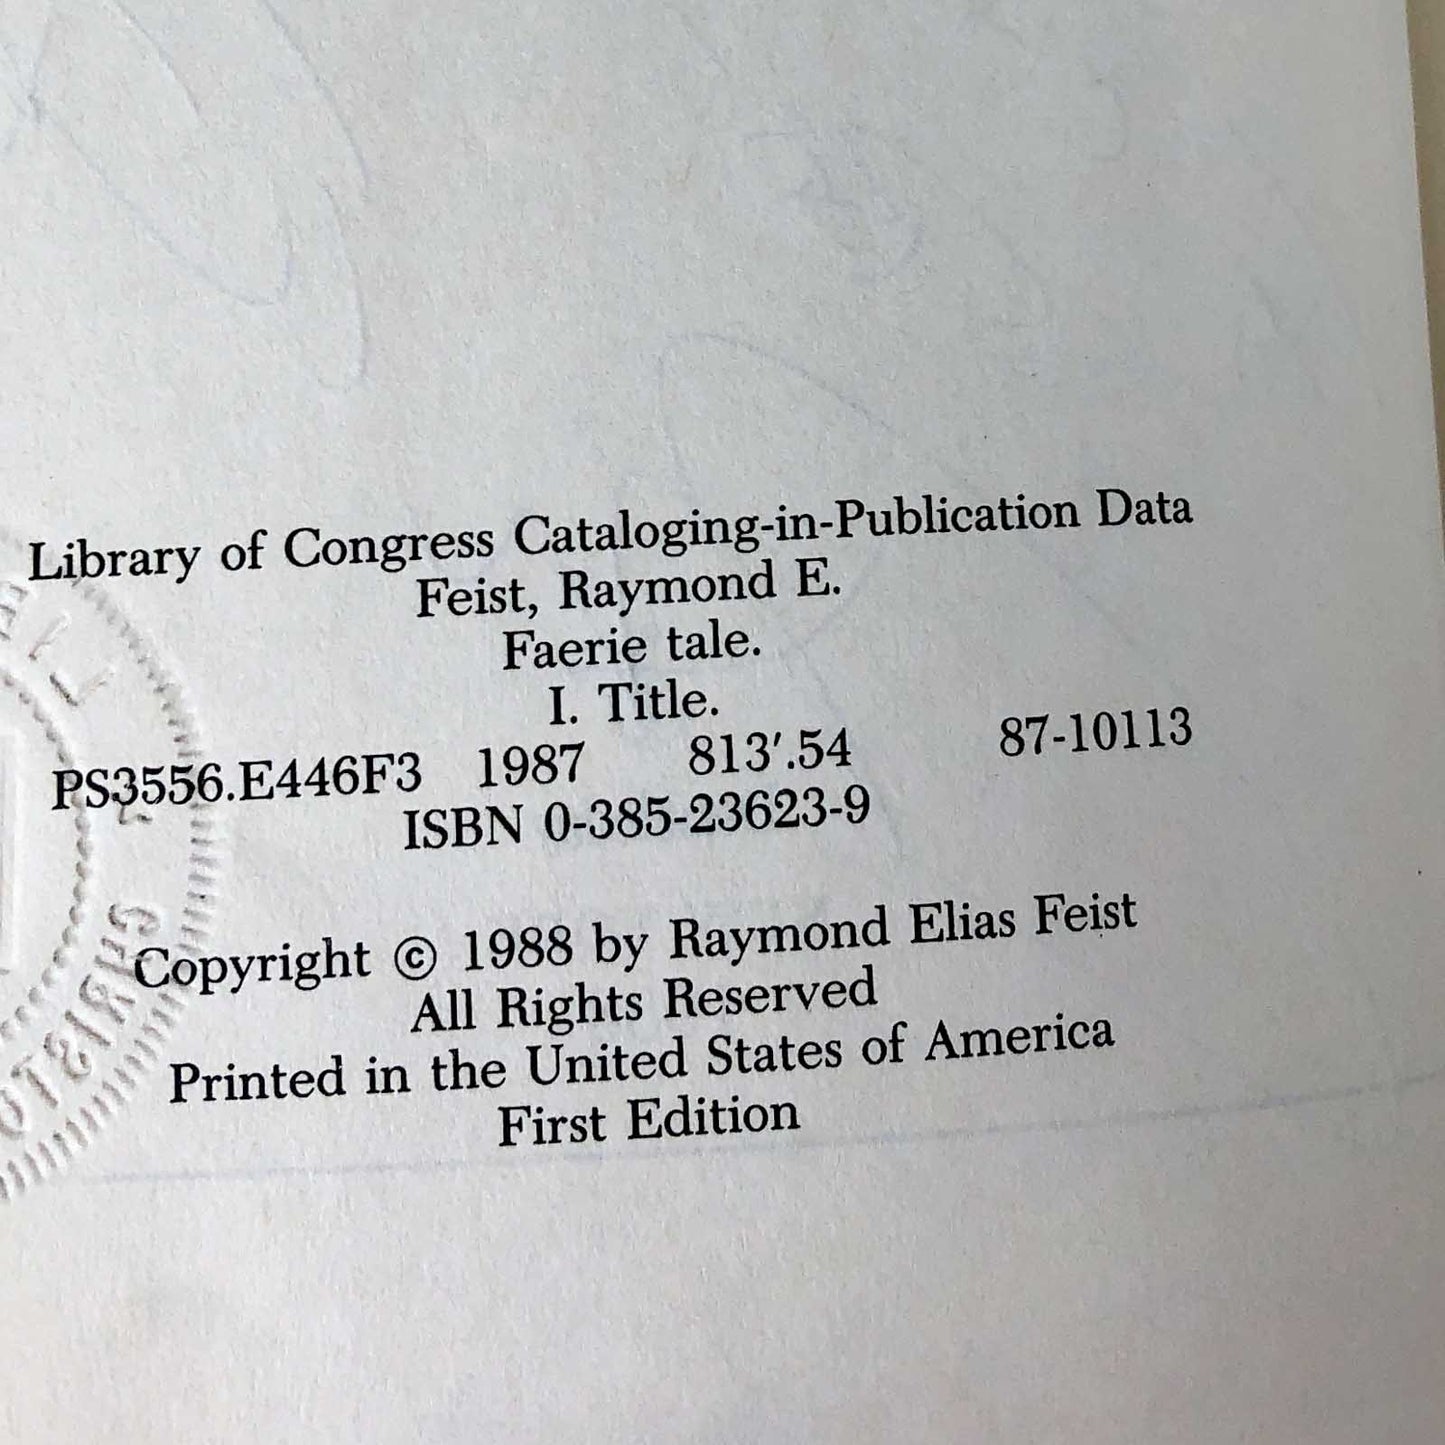 Library of Congress Cataloging-in-Publication Data
Feist, Raymond E.
Faerie tale.
I. Title.
PS3556.E446F3 1987 813′.54 87-10113
ISBN 0-385-23623-9
Copyright © 1988 by Raymond Elias Feist
All Rights Reserved
Printed in the United States of America
First Edition